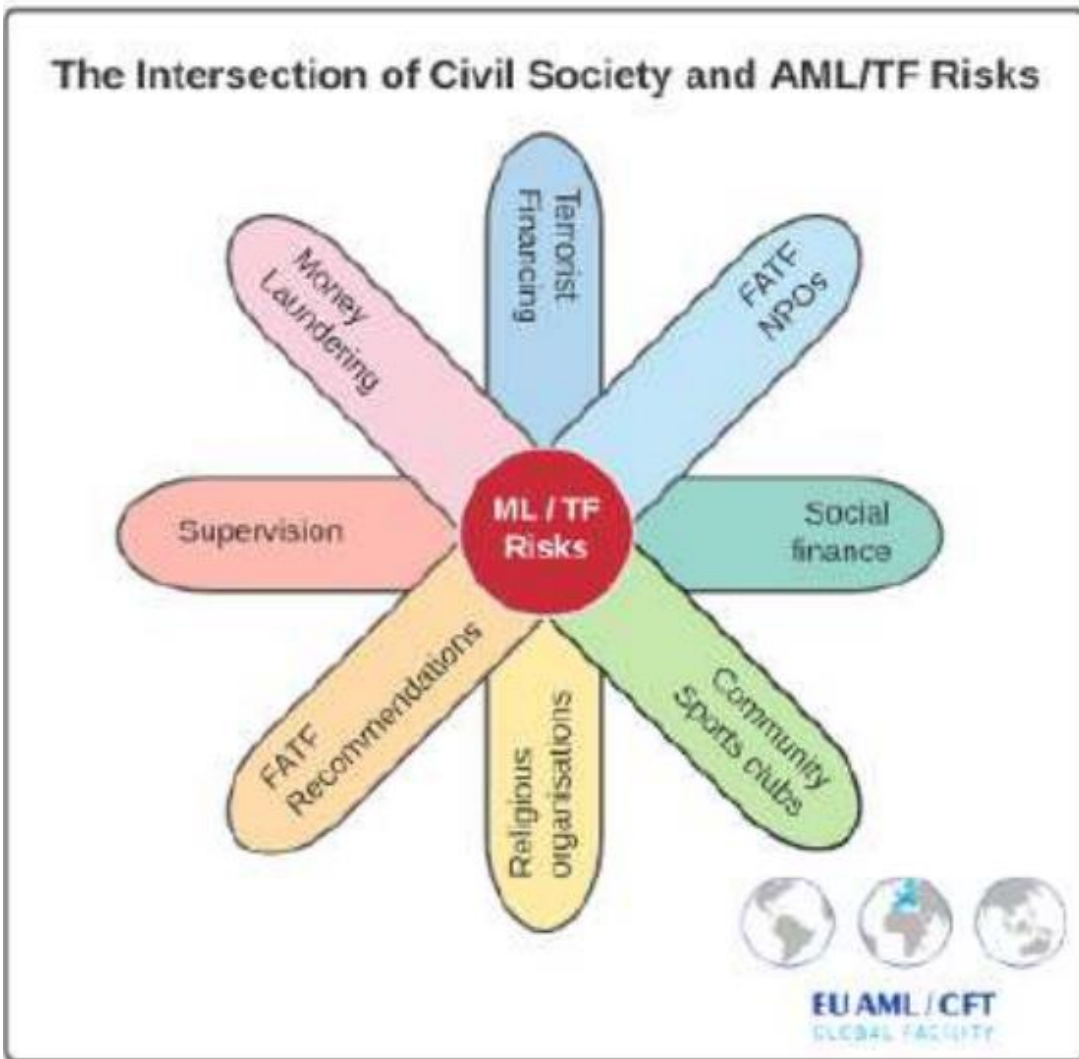 The Intersection of Civil Society and AML/TF Risks
Terrorist
Financing
FATF
NPOs
Money
Laundering
ML / TF
Risks
Supervision
Social
finance
FATF
Recommendations
Religious
organisations
Community
Sports clubs
EU AML / CFT
GLOBAL FACILITY